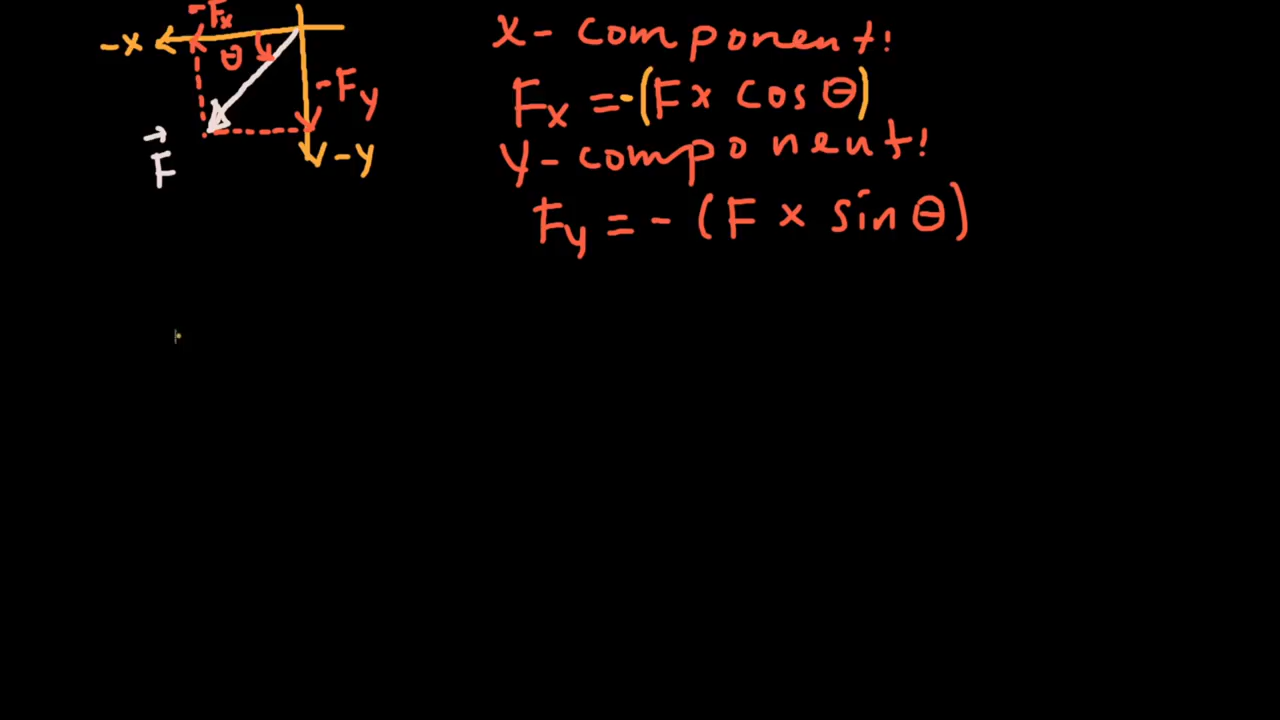 -Fx
-x
θ
-Fy
-y
F
x-component:
Fx = -(F x cos θ)
y-component:
Fy = - (F x sin θ)